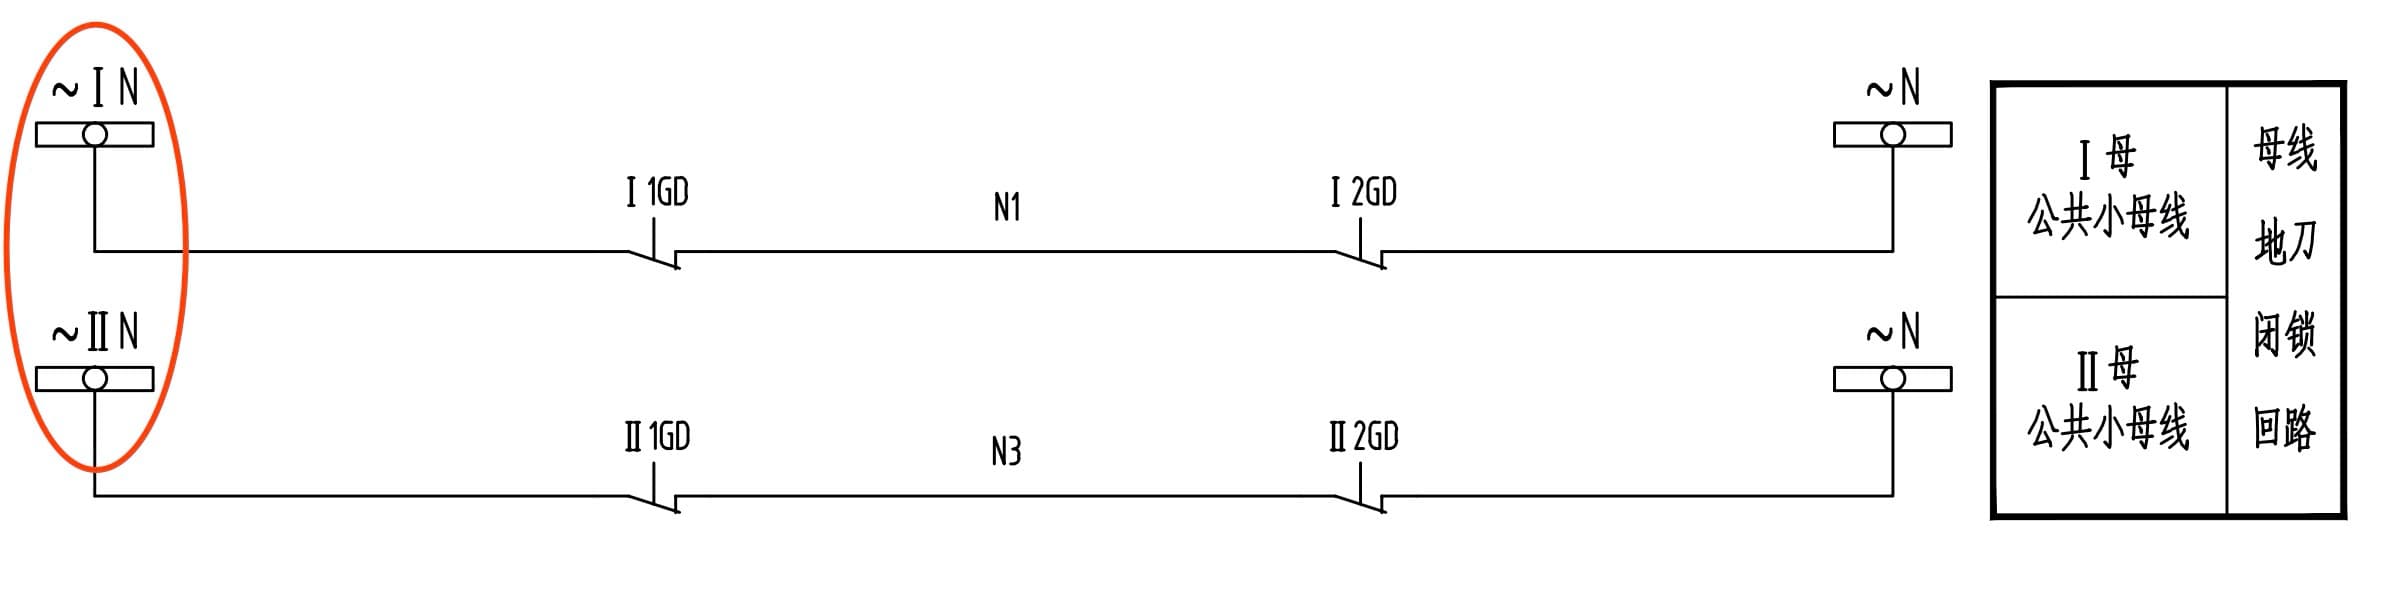 ~ⅠN
~N
Ⅰ1GD
N1
Ⅰ2GD
~ⅡN
~N
Ⅱ1GD
N3
Ⅱ2GD
Ⅰ母
公共小母线
Ⅱ母
公共小母线
母线
地刀
闭锁
回路